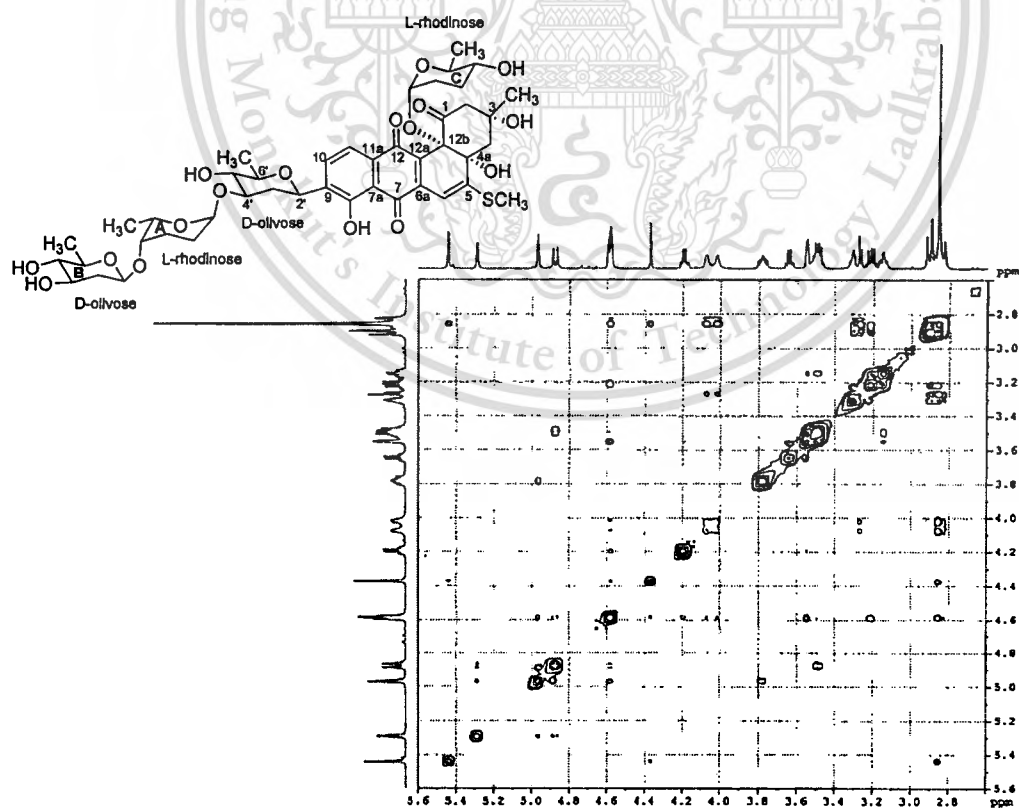 L-rhodinose
CH₃
O
C
OH
O
1
3
CH₃
O
O
OH
12b
10
11a
12
12a
4a
OH
H₃C
6'
O
HO
5
9
7a
7
6a
SCH₃
O
4'
2'
D-olivose
OH
O
H₃C
A
O
L-rhodinose
H₃C
B
O
O
HO
HO
D-olivose
ppm
2.8
3.0
3.2
3.4
3.6
3.8
4.0
4.2
4.4
4.6
4.8
5.0
5.2
5.4
5.6
5.6 5.4 5.2 5.0 4.8 4.6 4.4 4.2 4.0 3.8 3.6 3.4 3.2 3.0 2.8 ppm
Mongkut's Institute of Technology Ladkrabang